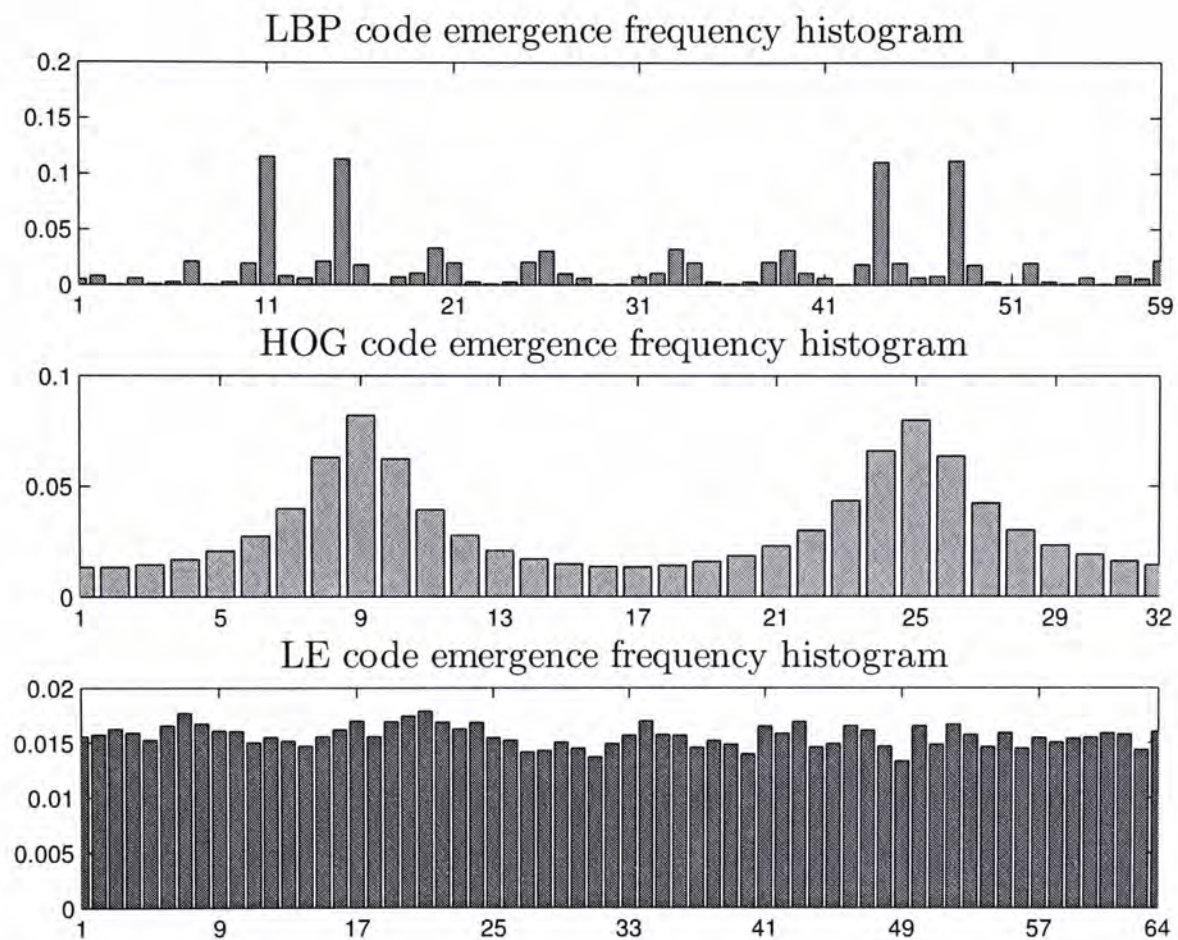 LBP code emergence frequency histogram
0.2
0.15
0.1
0.05
0
1 11 21 31 41 51 59
HOG code emergence frequency histogram
0.1
0.05
0
1 5 9 13 17 21 25 29 32
LE code emergence frequency histogram
0.02
0.015
0.01
0.005
0
1 9 17 25 33 41 49 57 64